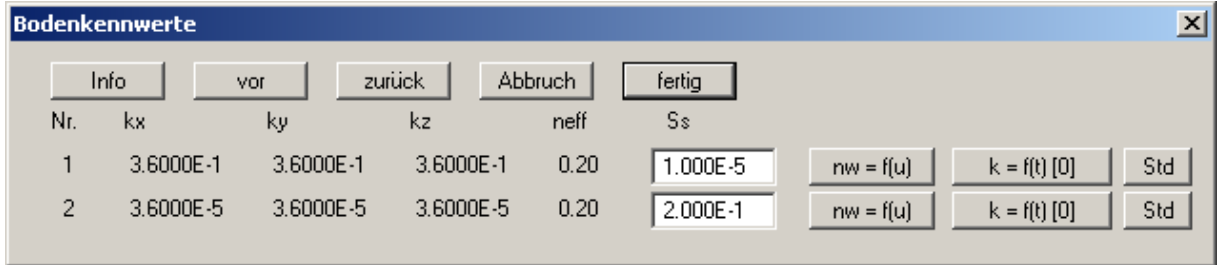 Bodenkennwerte
Info vor zurück Abbruch fertig
Nr. kx ky kz neff Ss
1 3.6000E-1 3.6000E-1 3.6000E-1 0.20 1.000E-5 nw = f(u) k = f(t) [0] Std
2 3.6000E-5 3.6000E-5 3.6000E-5 0.20 2.000E-1 nw = f(u) k = f(t) [0] Std